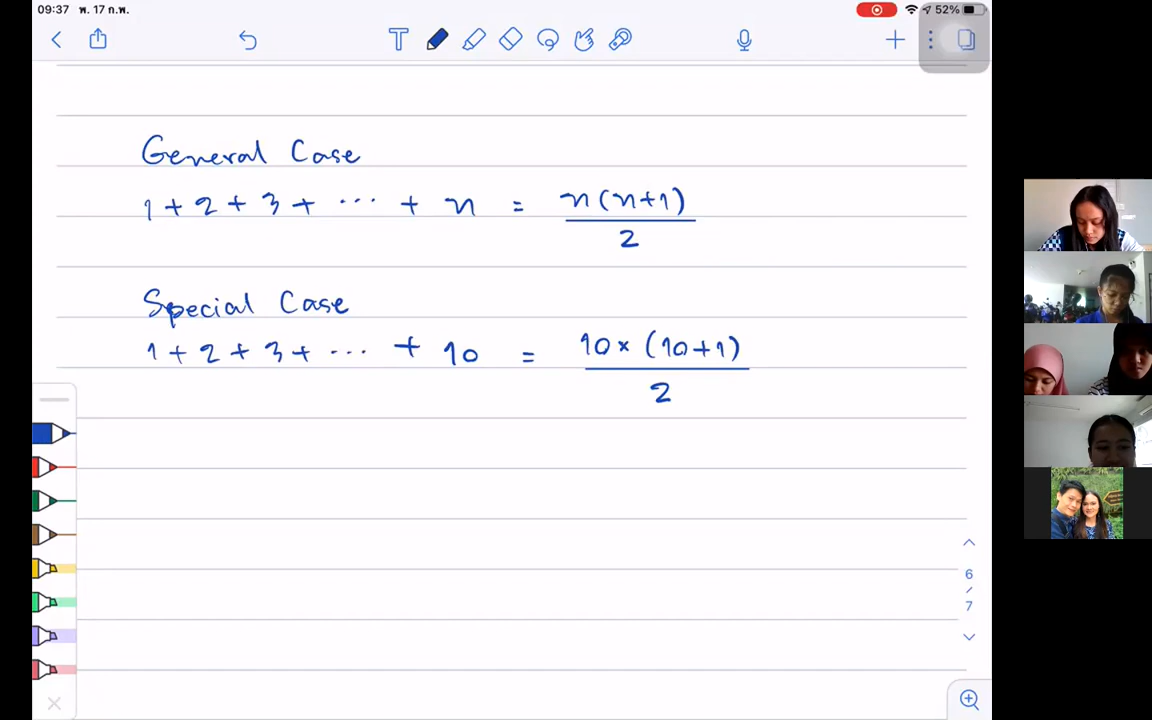 09:37 พ. 17 ก.พ.
52%
T
General Case
1 + 2 + 3 + ... + n = n(n+1)
2
Special Case
1 + 2 + 3 + ... + 10 = 10 × (10+1)
2
6
/
7